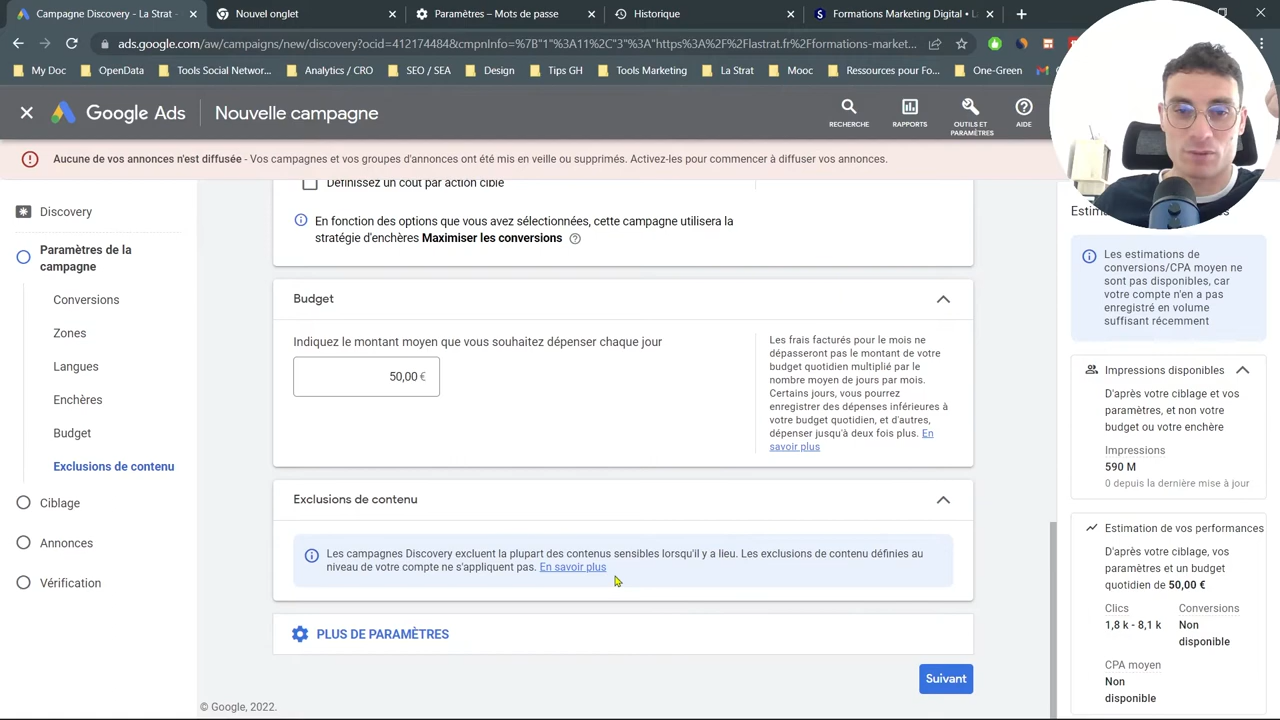 Campagne Discovery - La Strat
Nouvel onglet
Paramètres – Mots de passe
Historique
Formations Marketing Digital • L
ads.google.com/aw/campaigns/new/discovery?ocid=412174484&cmpnInfo=%7B"1"%3A11%2C"3"%3A"https%3A%2F%2Flastrat.fr%2Fformations-market...
My Doc
OpenData
Tools Social Networ...
Analytics / CRO
SEO / SEA
Design
Tips GH
Tools Marketing
La Strat
Mooc
Ressources pour Fo...
One-Green
Google Ads
Nouvelle campagne
RECHERCHE
RAPPORTS
OUTILS ET
PARAMÈTRES
AIDE
Aucune de vos annonces n'est diffusée - Vos campagnes et vos groupes d'annonces ont été mis en veille ou supprimés. Activez-les pour commencer à diffuser vos annonces.
Discovery
Paramètres de la
campagne
Conversions
Zones
Langues
Enchères
Budget
Exclusions de contenu
Ciblage
Annonces
Vérification
Définissez un coût par action cible
En fonction des options que vous avez sélectionnées, cette campagne utilisera la
stratégie d'enchères Maximiser les conversions
Budget
Indiquez le montant moyen que vous souhaitez dépenser chaque jour
50,00 €
Les frais facturés pour le mois ne
dépasseront pas le montant de votre
budget quotidien multiplié par le
nombre moyen de jours par mois.
Certains jours, vous pourrez
enregistrer des dépenses inférieures à
votre budget quotidien, et d'autres,
dépenser jusqu'à deux fois plus. En
savoir plus
Exclusions de contenu
Les campagnes Discovery excluent la plupart des contenus sensibles lorsqu'il y a lieu. Les exclusions de contenu définies au
niveau de votre compte ne s'appliquent pas. En savoir plus
PLUS DE PARAMÈTRES
Suivant
© Google, 2022.
Les estimations de
conversions/CPA moyen ne
sont pas disponibles, car
votre compte n'en a pas
enregistré en volume
suffisant récemment
Impressions disponibles
D'après votre ciblage et vos
paramètres, et non votre
budget ou votre enchère
Impressions
590 M
0 depuis la dernière mise à jour
Estimation de vos performances
D'après votre ciblage, vos
paramètres et un budget
quotidien de 50,00 €
Clics
1,8 k - 8,1 k
Conversions
Non
disponible
CPA moyen
Non
disponible